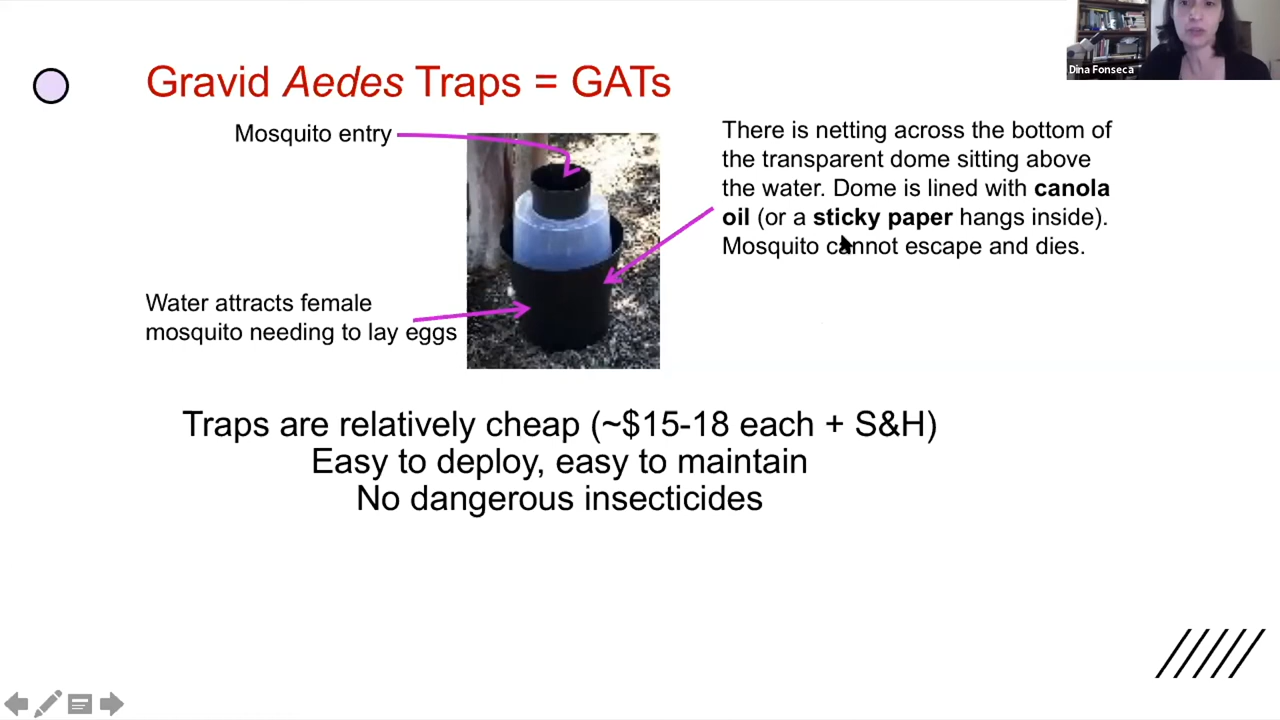 Dina Fonseca
Gravid Aedes Traps = GATs
Mosquito entry
There is netting across the bottom of
the transparent dome sitting above
the water. Dome is lined with canola
oil (or a sticky paper hangs inside).
Mosquito cannot escape and dies.
Water attracts female
mosquito needing to lay eggs
Traps are relatively cheap (~$15-18 each + S&H)
Easy to deploy, easy to maintain
No dangerous insecticides